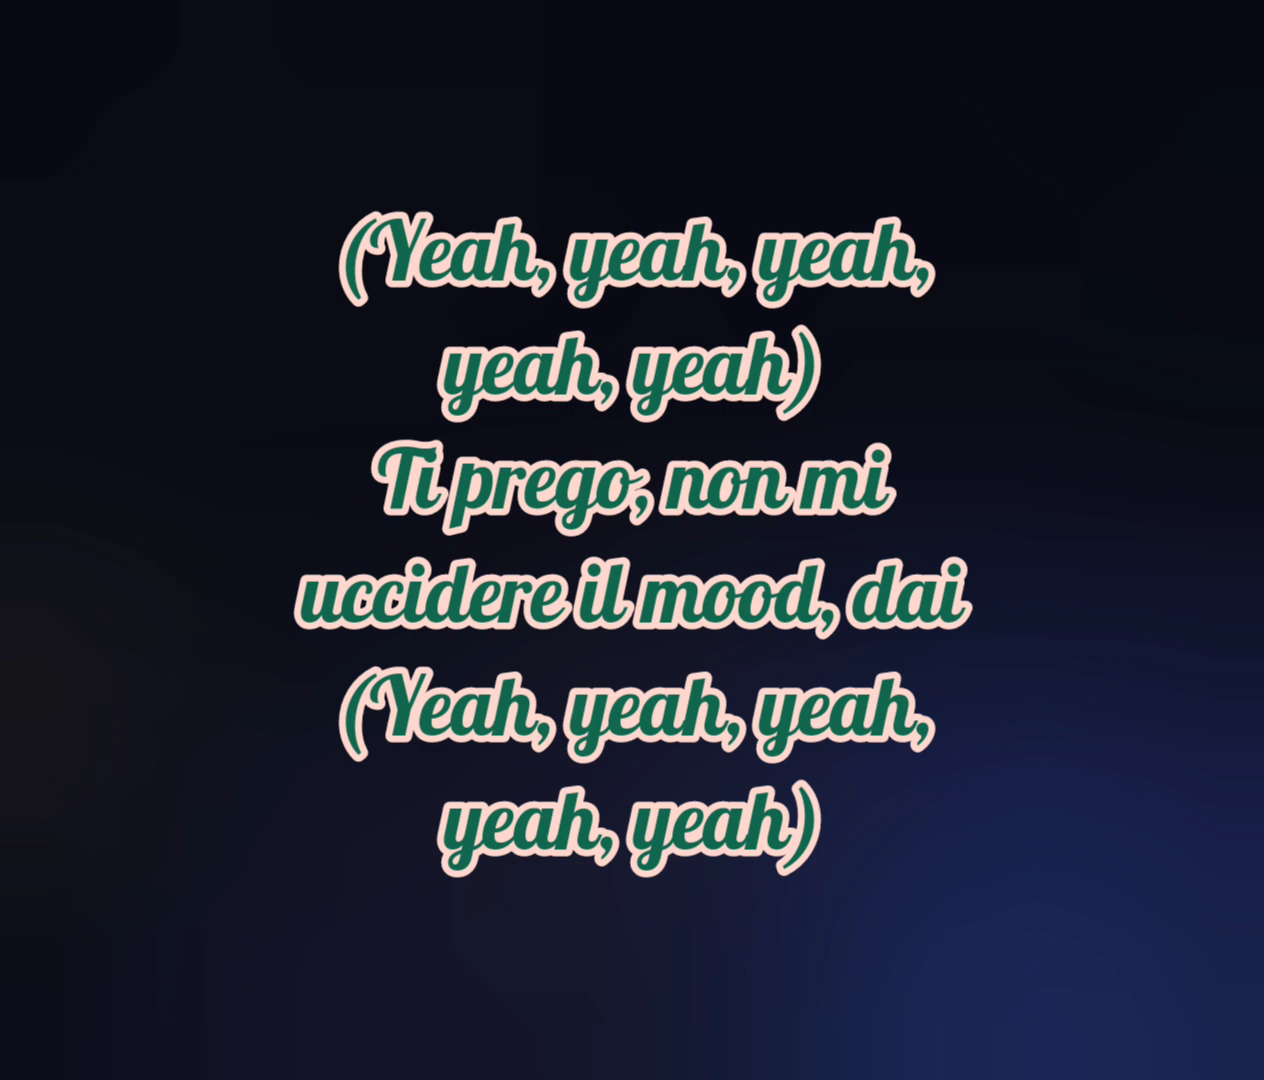 (Yeah, yeah, yeah,
yeah, yeah)
Ti prego, non mi
uccidere il mood, dai
(Yeah, yeah, yeah,
yeah, yeah)